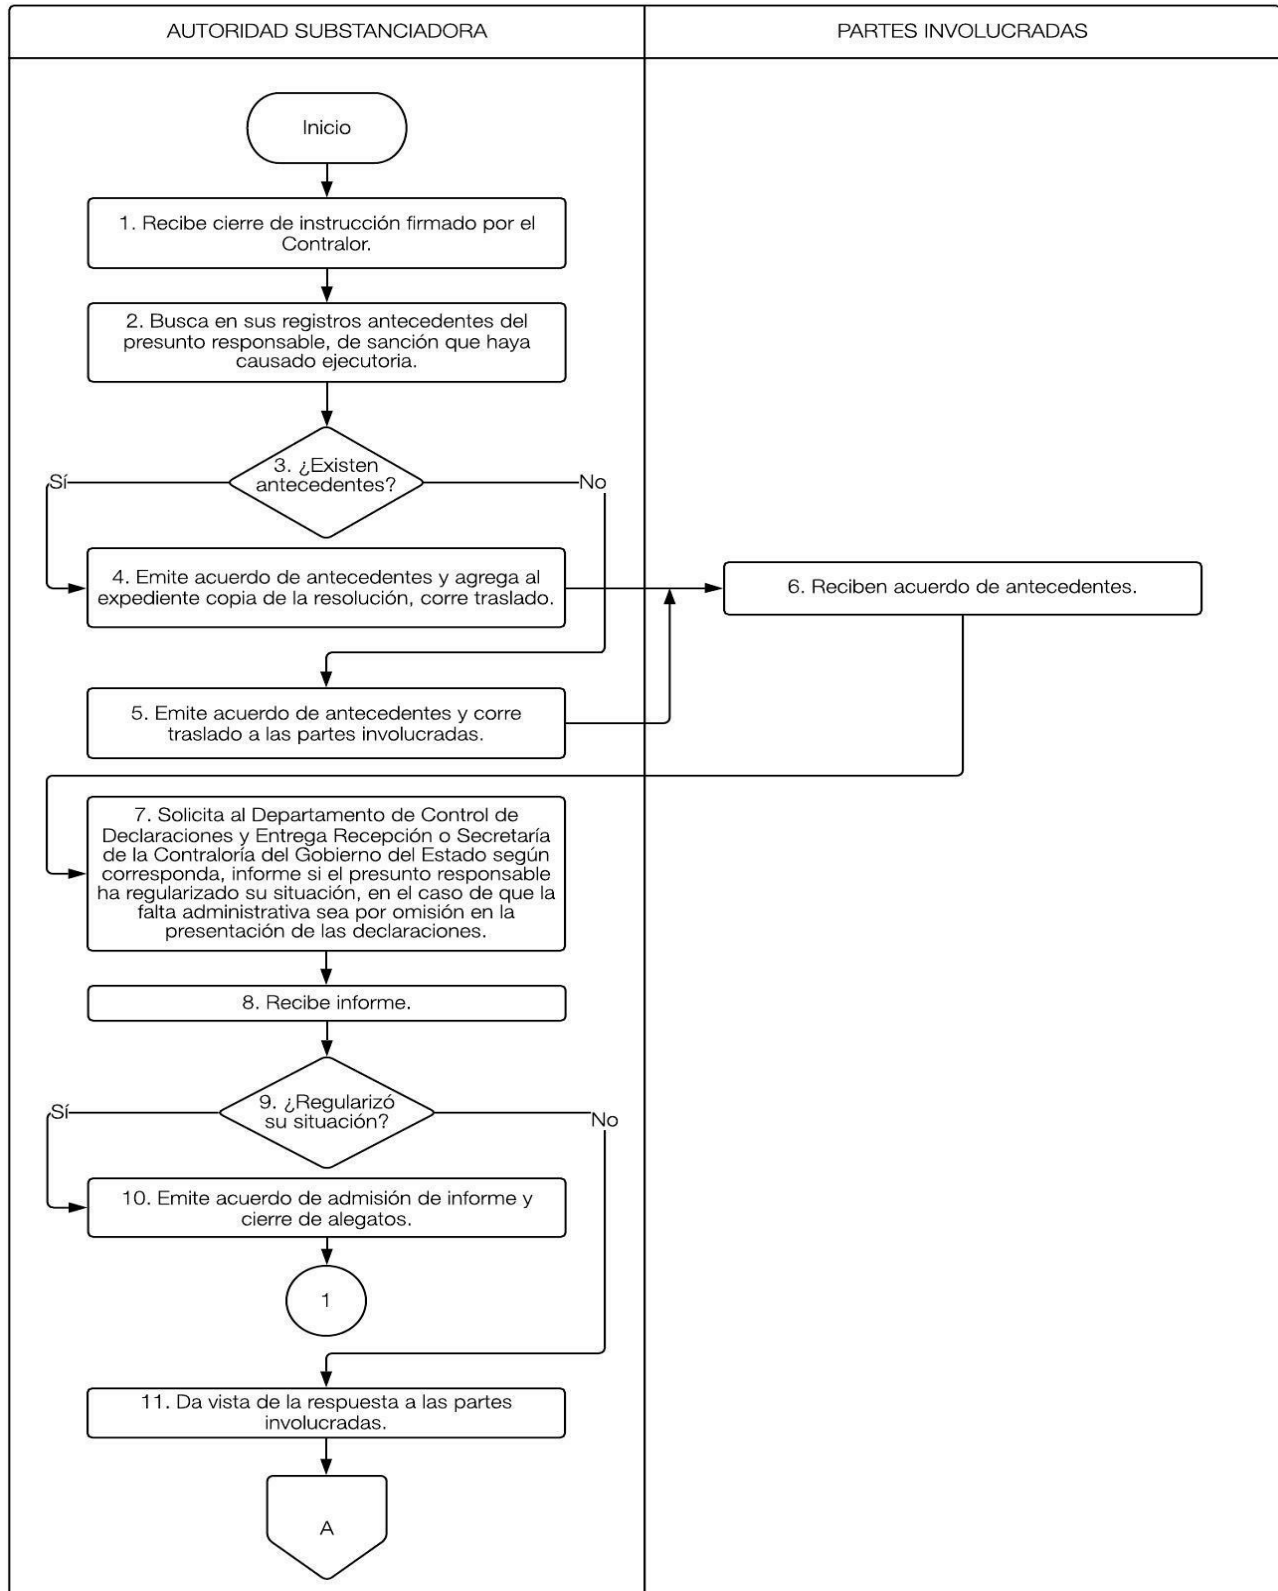 AUTORIDAD SUBSTANCIADORA
PARTES INVOLUCRADAS
Inicio
1. Recibe cierre de instrucción firmado por el
Contralor.
2. Busca en sus registros antecedentes del
presunto responsable, de sanción que haya
causado ejecutoria.
3. ¿Existen
antecedentes?
Sí
No
4. Emite acuerdo de antecedentes y agrega al
expediente copia de la resolución, corre traslado.
6. Reciben acuerdo de antecedentes.
5. Emite acuerdo de antecedentes y corre
traslado a las partes involucradas.
7. Solicita al Departamento de Control de
Declaraciones y Entrega Recepción o Secretaría
de la Contraloría del Gobierno del Estado según
corresponda, informe si el presunto responsable
ha regularizado su situación, en el caso de que la
falta administrativa sea por omisión en la
presentación de las declaraciones.
8. Recibe informe.
9. ¿Regularizó
su situación?
Sí
No
10. Emite acuerdo de admisión de informe y
cierre de alegatos.
1
11. Da vista de la respuesta a las partes
involucradas.
A